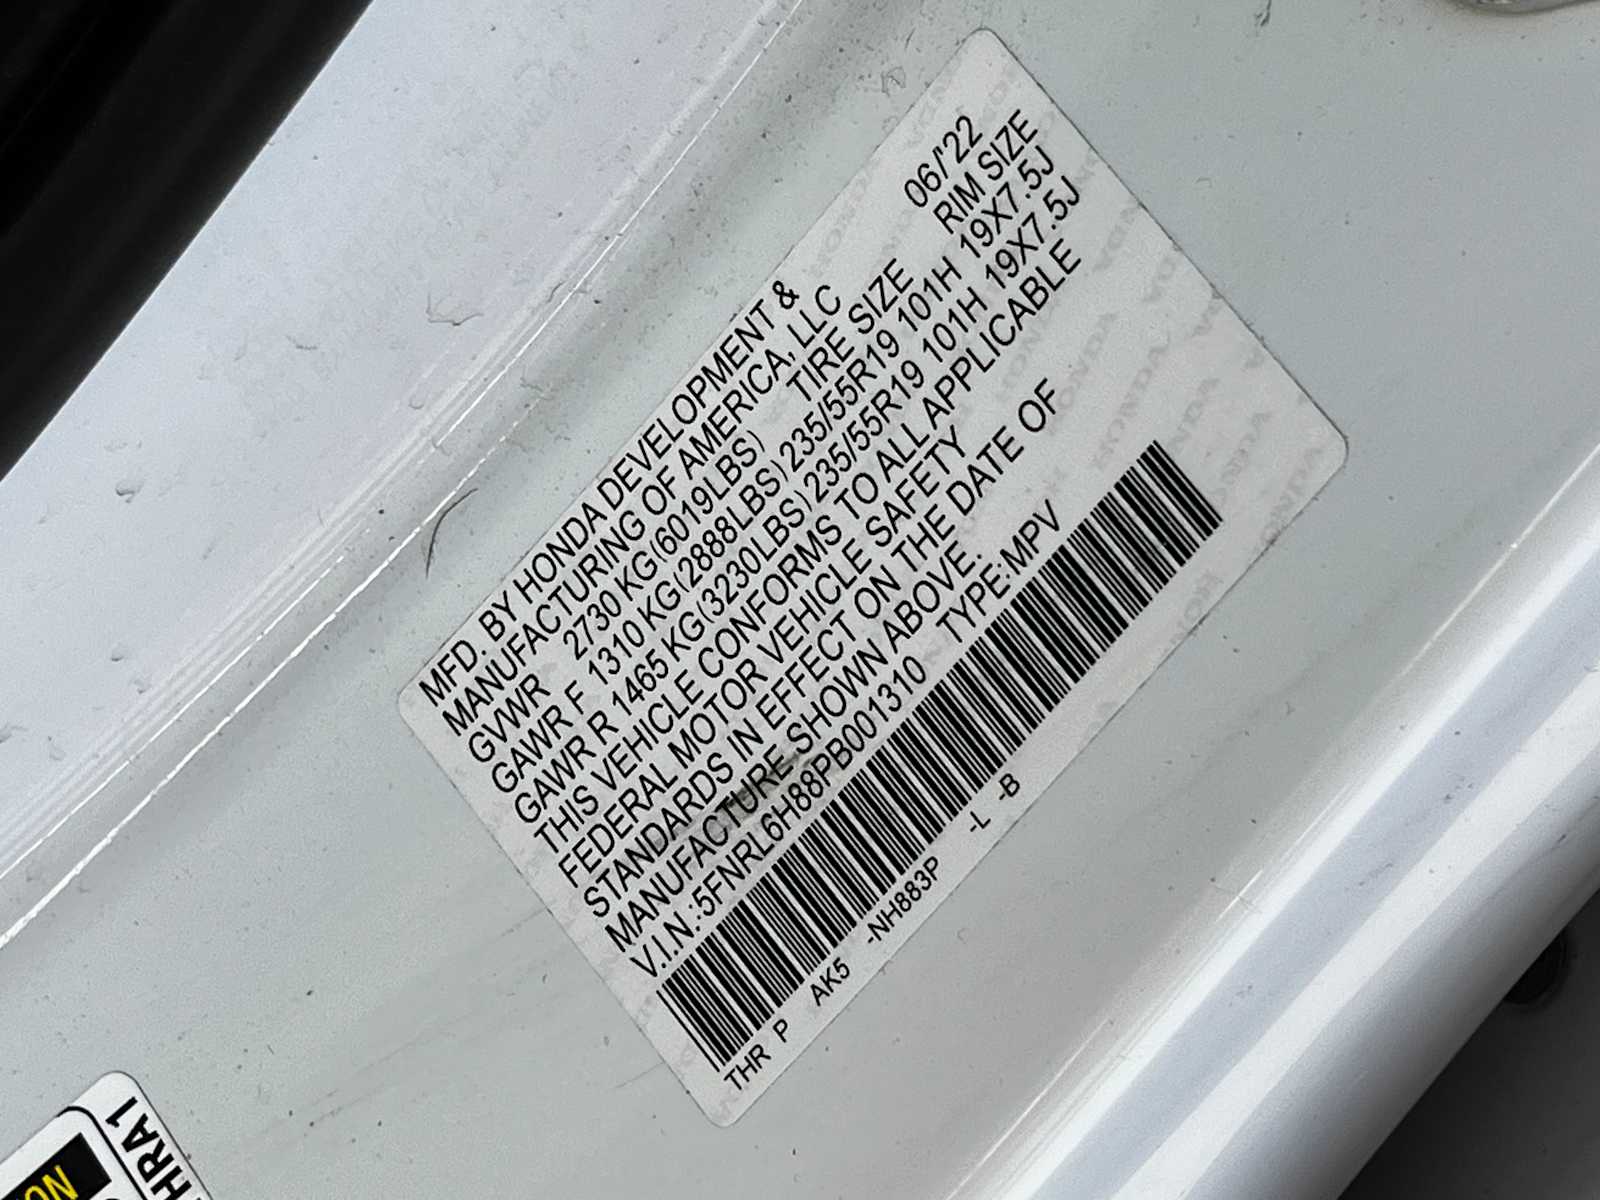 MFD. BY HONDA DEVELOPMENT &
MANUFACTURING OF AMERICA, LLC 06/'22
GVWR 2730 KG(6019LBS) TIRE SIZE RIM SIZE
GAWR F 1310 KG(2888LBS) 235/55R19 101H 19X7.5J
GAWR R 1465 KG(3230LBS) 235/55R19 101H 19X7.5J
THIS VEHICLE CONFORMS TO ALL APPLICABLE
FEDERAL MOTOR VEHICLE SAFETY
STANDARDS IN EFFECT ON THE DATE OF
MANUFACTURE SHOWN ABOVE.
V.I.N.:5FNRL6H88PB001310 TYPE:MPV
THR P AK5 -NH883P -L -B
THRA1